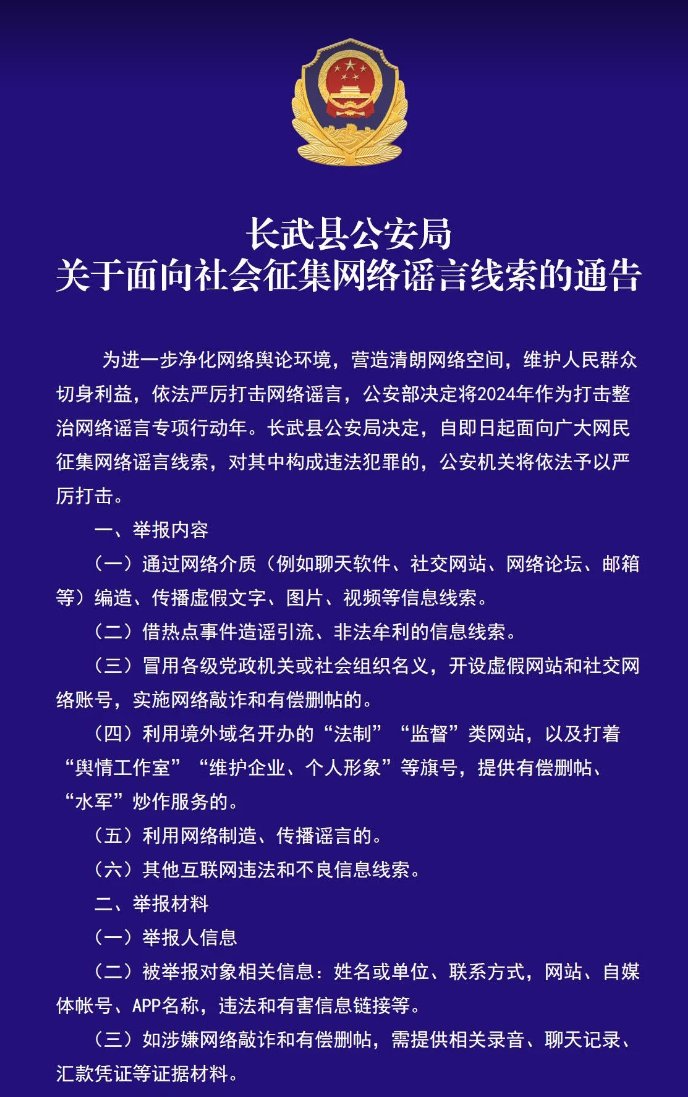 长武县公安局
关于面向社会征集网络谣言线索的通告
为进一步净化网络舆论环境，营造清朗网络空间，维护人民群众
切身利益，依法严厉打击网络谣言，公安部决定将2024年作为打击整
治网络谣言专项行动年。长武县公安局决定，自即日起面向广大网民
征集网络谣言线索，对其中构成违法犯罪的，公安机关将依法予以严
厉打击。
一、举报内容
（一）通过网络介质（例如聊天软件、社交网站、网络论坛、邮箱
等）编造、传播虚假文字、图片、视频等信息线索。
（二）借热点事件造谣引流、非法牟利的信息线索。
（三）冒用各级党政机关或社会组织名义，开设虚假网站和社交网
络账号，实施网络敲诈和有偿删帖的。
（四）利用境外域名开办的“法制”“监督”类网站，以及打着
“舆情工作室”“维护企业、个人形象”等旗号，提供有偿删帖、
“水军”炒作服务的。
（五）利用网络制造、传播谣言的。
（六）其他互联网违法和不良信息线索。
二、举报材料
（一）举报人信息
（二）被举报对象相关信息：姓名或单位、联系方式，网站、自媒
体帐号、APP名称，违法和有害信息链接等。
（三）如涉嫌网络敲诈和有偿删帖，需提供相关录音、聊天记录、
汇款凭证等证据材料。